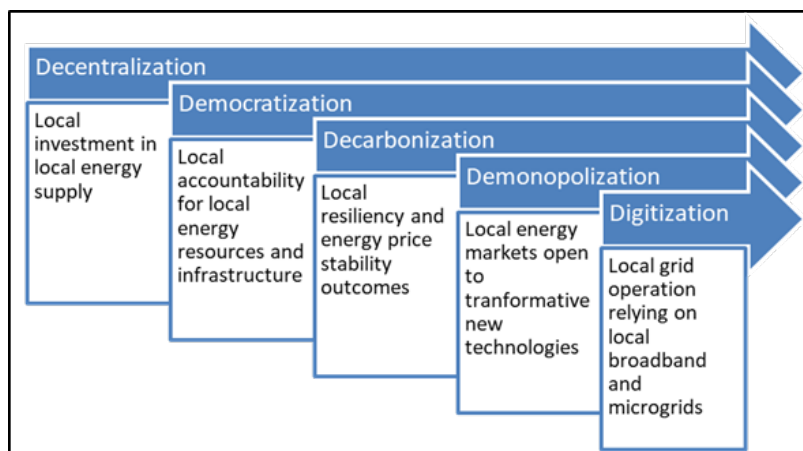 Decentralization
Local
investment in
local energy
supply
Democratization
Local
accountability
for local
energy
resources and
infrastructure
Decarbonization
Local
resiliency and
energy price
stability
outcomes
Demonopolization
Local energy
markets open
to
tranformative
new
technologies
Digitization
Local grid
operation
relying on
local
broadband
and
microgrids